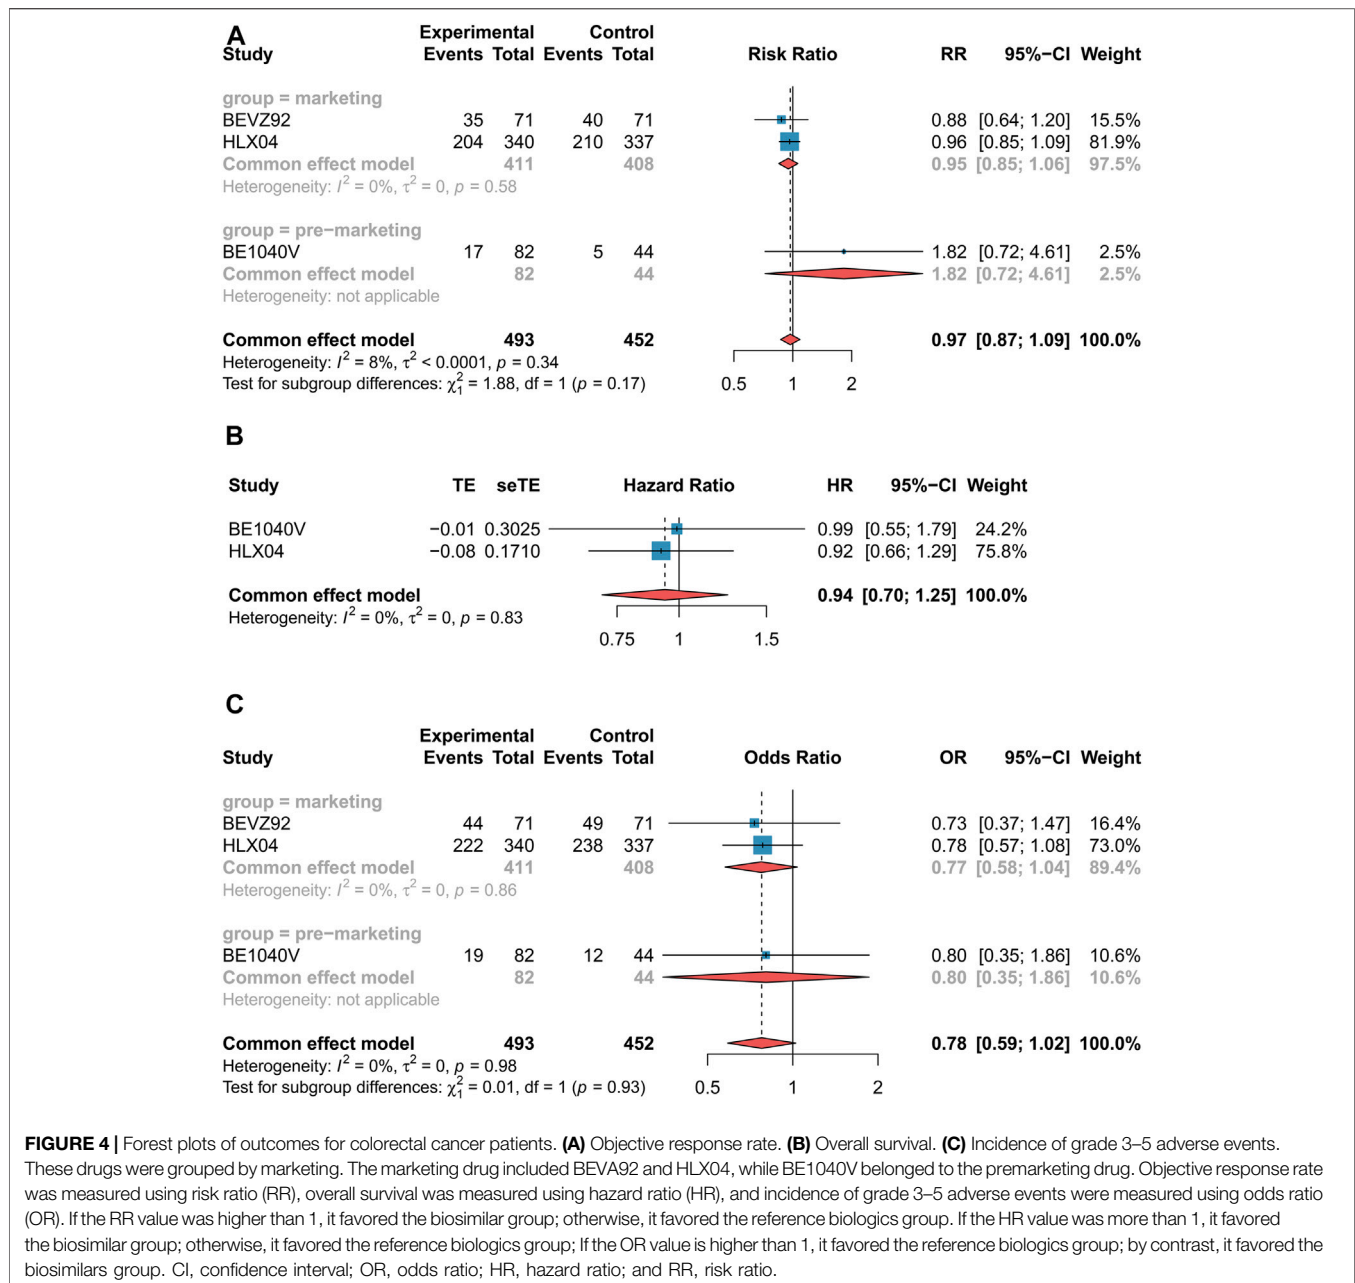 A
Experimental Control
Study Events Total Events Total Risk Ratio RR 95%−CI Weight
group = marketing
BEVZ92 35 71 40 71 0.88 [0.64; 1.20] 15.5%
HLX04 204 340 210 337 0.96 [0.85; 1.09] 81.9%
Common effect model 411 408 0.95 [0.85; 1.06] 97.5%
Heterogeneity: I² = 0%, τ² = 0, p = 0.58
group = pre−marketing
BE1040V 17 82 5 44 1.82 [0.72; 4.61] 2.5%
Common effect model 82 44 1.82 [0.72; 4.61] 2.5%
Heterogeneity: not applicable
Common effect model 493 452 0.97 [0.87; 1.09] 100.0%
Heterogeneity: I² = 8%, τ² < 0.0001, p = 0.34
Test for subgroup differences: χ²₁ = 1.88, df = 1 (p = 0.17) 0.5 1 2
B
Study TE seTE Hazard Ratio HR 95%−CI Weight
BE1040V −0.01 0.3025 0.99 [0.55; 1.79] 24.2%
HLX04 −0.08 0.1710 0.92 [0.66; 1.29] 75.8%
Common effect model 0.94 [0.70; 1.25] 100.0%
Heterogeneity: I² = 0%, τ² = 0, p = 0.83
0.75 1 1.5
C
Experimental Control
Study Events Total Events Total Odds Ratio OR 95%−CI Weight
group = marketing
BEVZ92 44 71 49 71 0.73 [0.37; 1.47] 16.4%
HLX04 222 340 238 337 0.78 [0.57; 1.08] 73.0%
Common effect model 411 408 0.77 [0.58; 1.04] 89.4%
Heterogeneity: I² = 0%, τ² = 0, p = 0.86
group = pre−marketing
BE1040V 19 82 12 44 0.80 [0.35; 1.86] 10.6%
Common effect model 82 44 0.80 [0.35; 1.86] 10.6%
Heterogeneity: not applicable
Common effect model 493 452 0.78 [0.59; 1.02] 100.0%
Heterogeneity: I² = 0%, τ² = 0, p = 0.98
Test for subgroup differences: χ²₁ = 0.01, df = 1 (p = 0.93) 0.5 1 2
FIGURE 4 | Forest plots of outcomes for colorectal cancer patients. (A) Objective response rate. (B) Overall survival. (C) Incidence of grade 3–5 adverse events.
These drugs were grouped by marketing. The marketing drug included BEVA92 and HLX04, while BE1040V belonged to the premarketing drug. Objective response rate
was measured using risk ratio (RR), overall survival was measured using hazard ratio (HR), and incidence of grade 3–5 adverse events were measured using odds ratio
(OR). If the RR value was higher than 1, it favored the biosimilar group; otherwise, it favored the reference biologics group. If the HR value was more than 1, it favored
the biosimilar group; otherwise, it favored the reference biologics group; If the OR value is higher than 1, it favored the reference biologics group; by contrast, it favored the
biosimilars group. CI, confidence interval; OR, odds ratio; HR, hazard ratio; and RR, risk ratio.